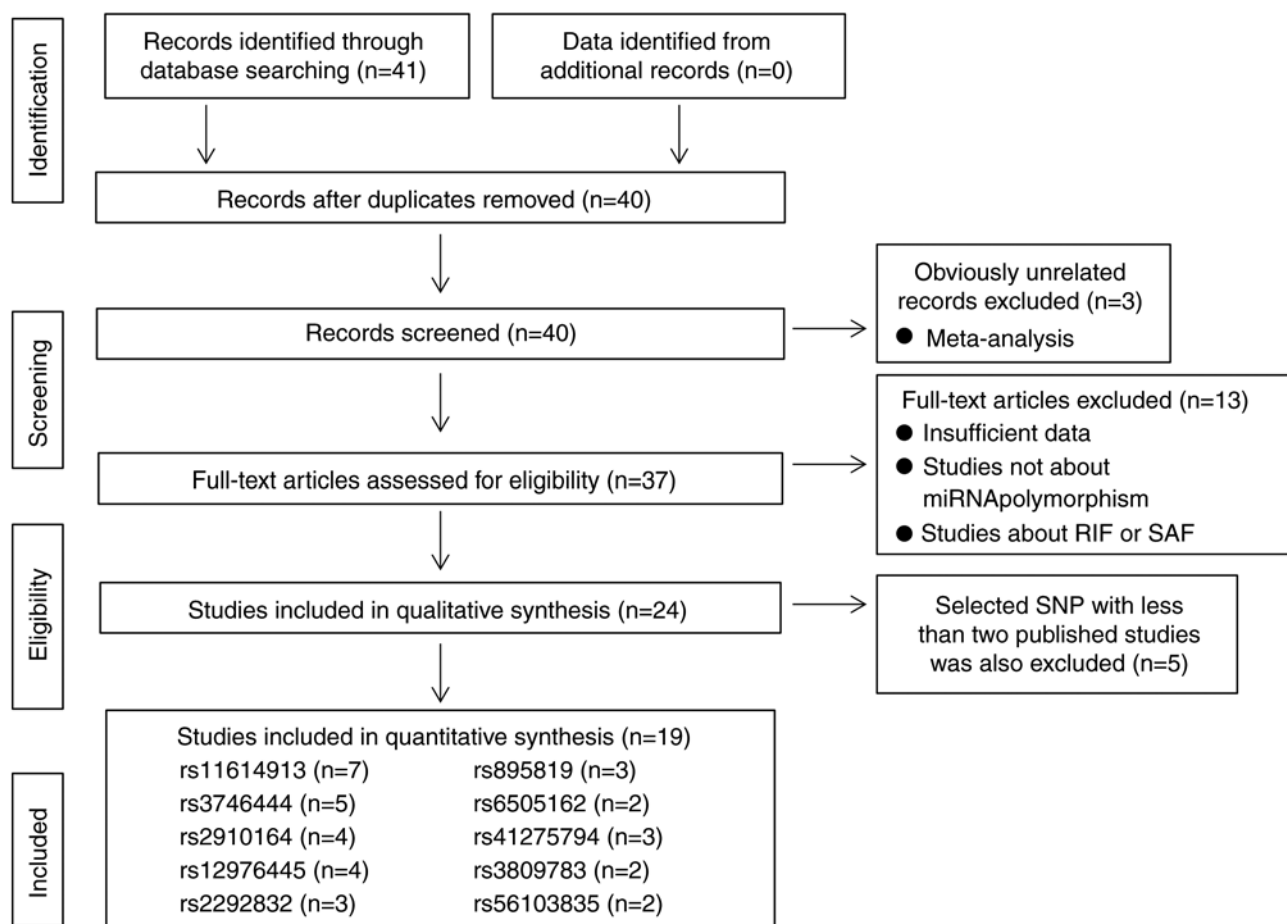 Identification
Records identified through
database searching (n=41)
Data identified from
additional records (n=0)
Records after duplicates removed (n=40)
Screening
Records screened (n=40)
Obviously unrelated
records excluded (n=3)
● Meta-analysis
Full-text articles assessed for eligibility (n=37)
Full-text articles excluded (n=13)
● Insufficient data
● Studies not about
miRNApolymorphism
● Studies about RIF or SAF
Eligibility
Studies included in qualitative synthesis (n=24)
Selected SNP with less
than two published studies
was also excluded (n=5)
Included
Studies included in quantitative synthesis (n=19)
rs11614913 (n=7) rs895819 (n=3)
rs3746444 (n=5) rs6505162 (n=2)
rs2910164 (n=4) rs41275794 (n=3)
rs12976445 (n=4) rs3809783 (n=2)
rs2292832 (n=3) rs56103835 (n=2)